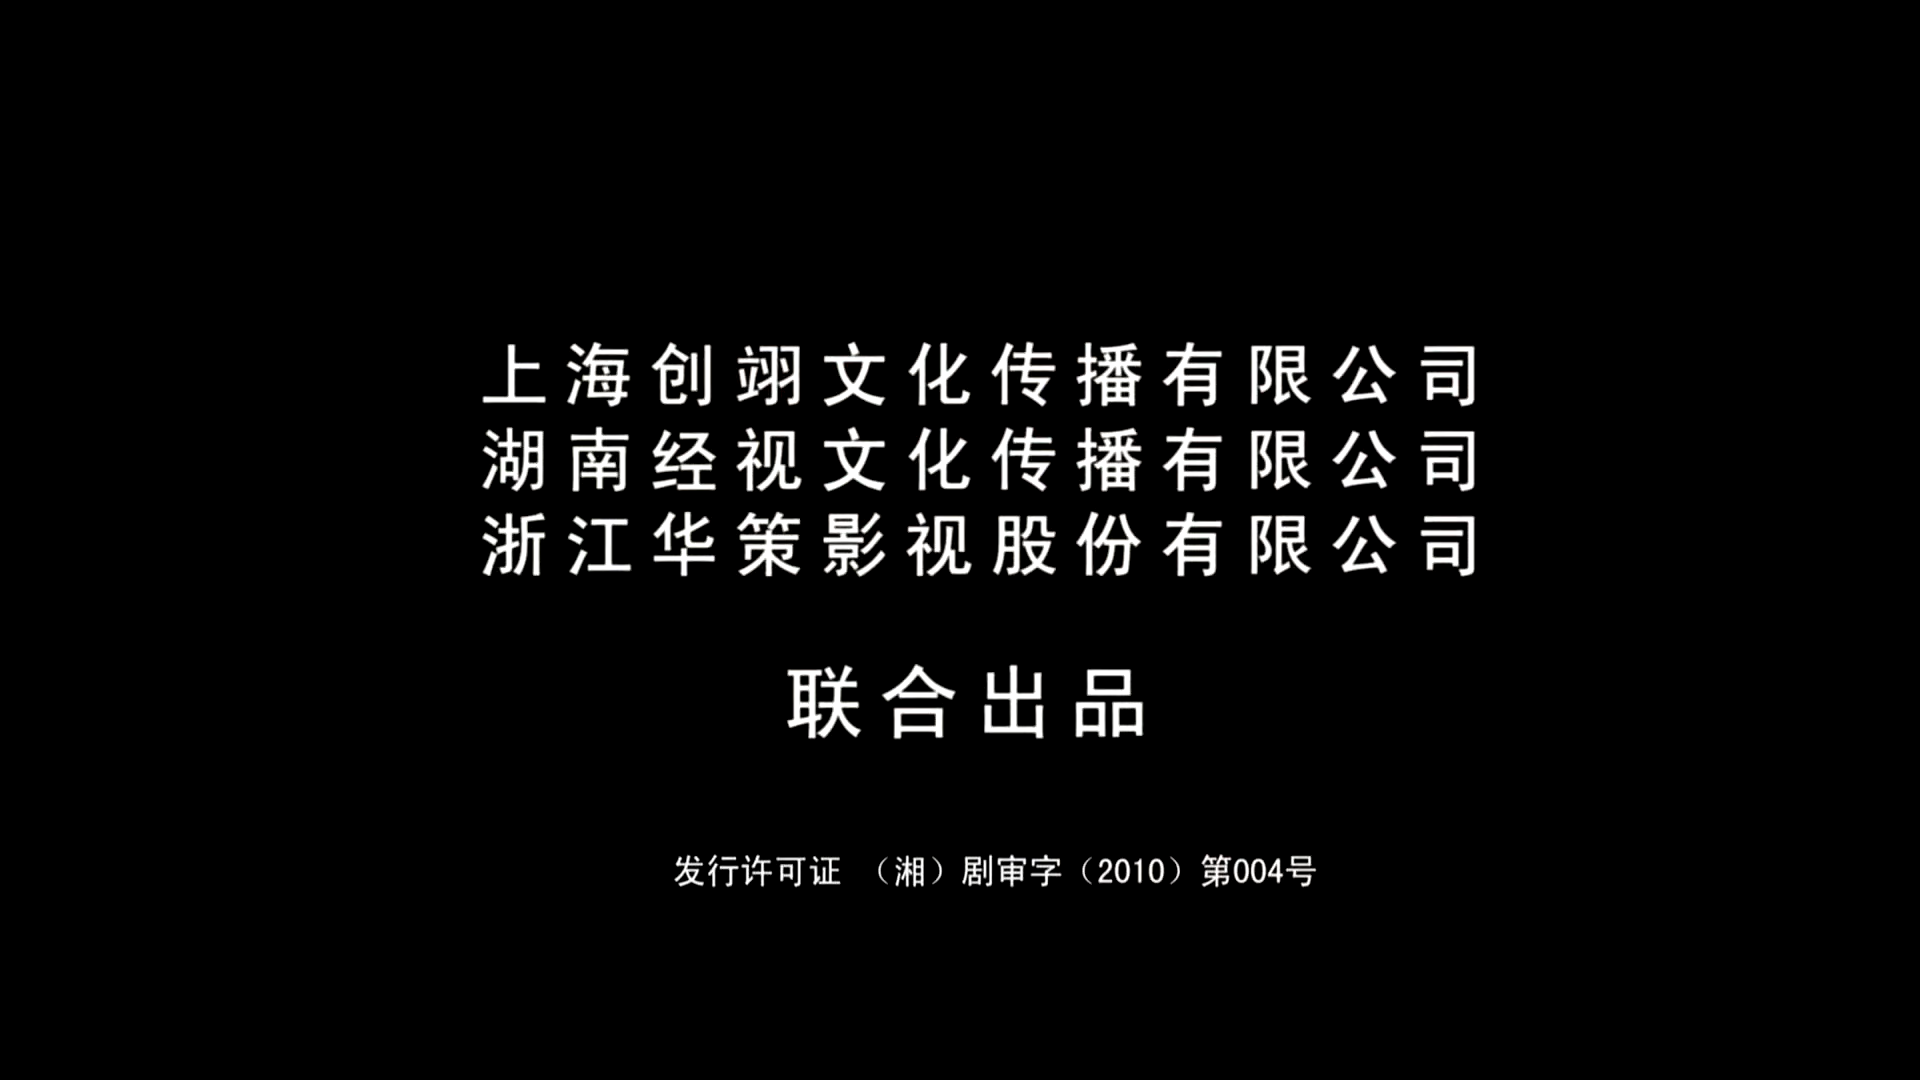 上海创翊文化传播有限公司
湖南经视文化传播有限公司
浙江华策影视股份有限公司
联合出品
发行许可证 （湘）剧审字（2010）第004号